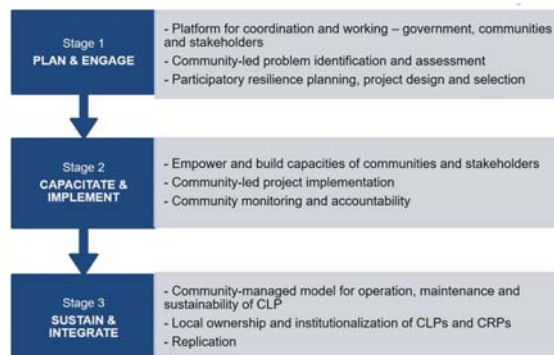 Stage 1
PLAN & ENGAGE
- Platform for coordination and working – government, communities
and stakeholders
- Community-led problem identification and assessment
- Participatory resilience planning, project design and selection
Stage 2
CAPACITATE &
IMPLEMENT
- Empower and build capacities of communities and stakeholders
- Community-led project implementation
- Community monitoring and accountability
Stage 3
SUSTAIN &
INTEGRATE
- Community-managed model for operation, maintenance and
sustainability of CLP
- Local ownership and institutionalization of CLPs and CRPs
- Replication